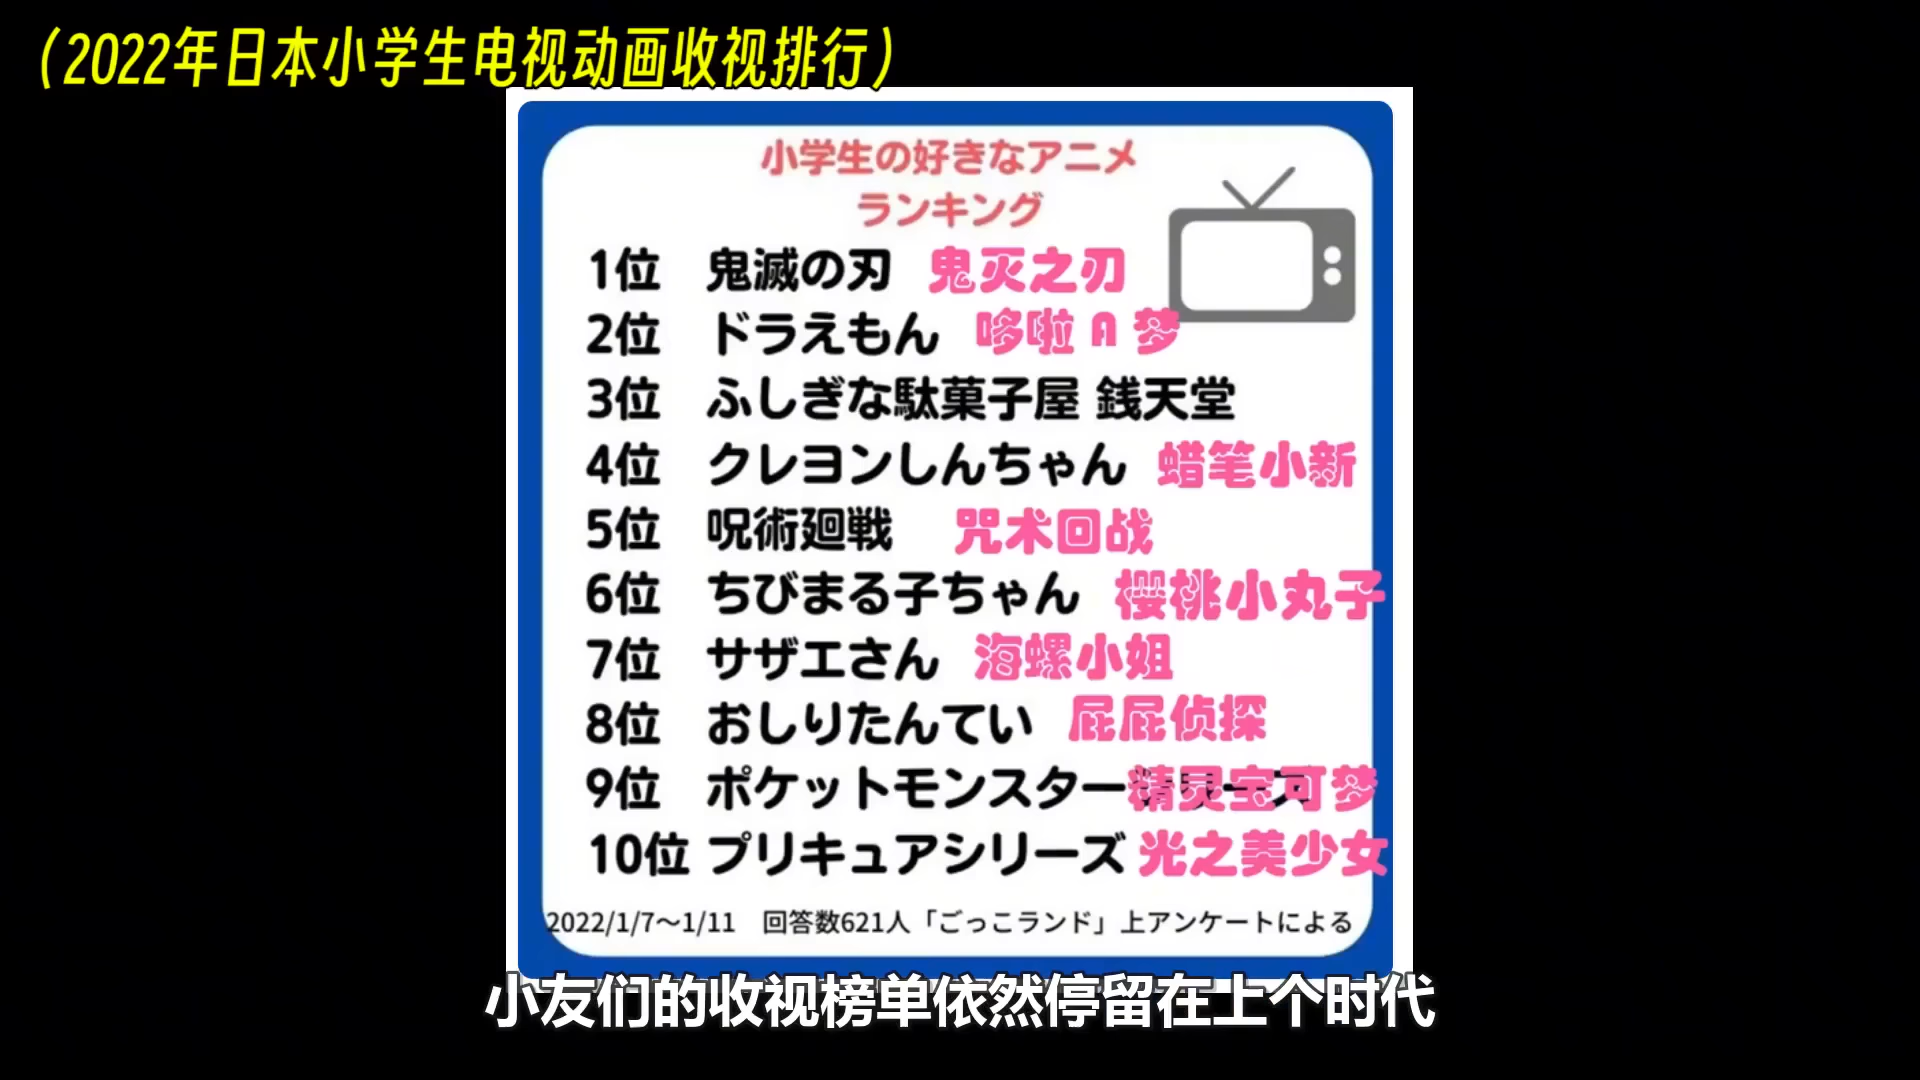 （2022年日本小学生电视动画收视排行）
小学生の好きなアニメ
ランキング
1位 鬼滅の刃 鬼灭之刃
2位 ドラえもん 哆啦A梦
3位 ふしぎな駄菓子屋 銭天堂
4位 クレヨンしんちゃん 蜡笔小新
5位 呪術廻戦 咒术回战
6位 ちびまる子ちゃん 樱桃小丸子
7位 サザエさん 海螺小姐
8位 おしりたんてい 屁屁侦探
9位 ポケットモンスター 精灵宝可梦
10位 プリキュアシリーズ 光之美少女
2022/1/7～1/11 回答数621人「ごっこランド」上アンケートによる
小友们的收视榜单依然停留在上个时代